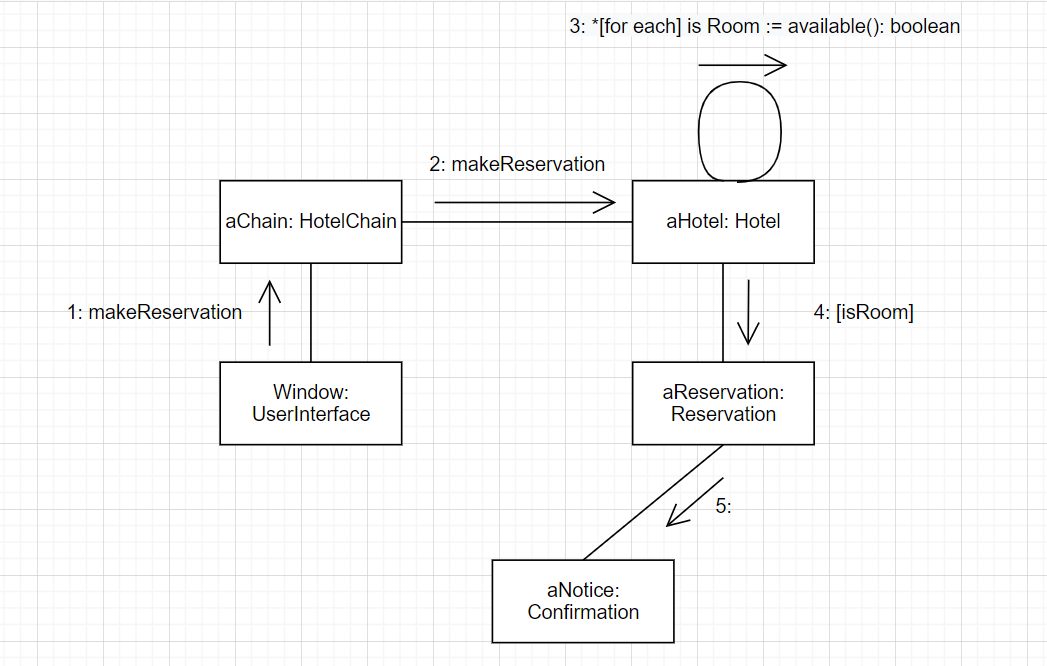 3: *[for each] is Room := available(): boolean
2: makeReservation
aChain: HotelChain
aHotel: Hotel
1: makeReservation
4: [isRoom]
Window:
UserInterface
aReservation:
Reservation
5:
aNotice:
Confirmation